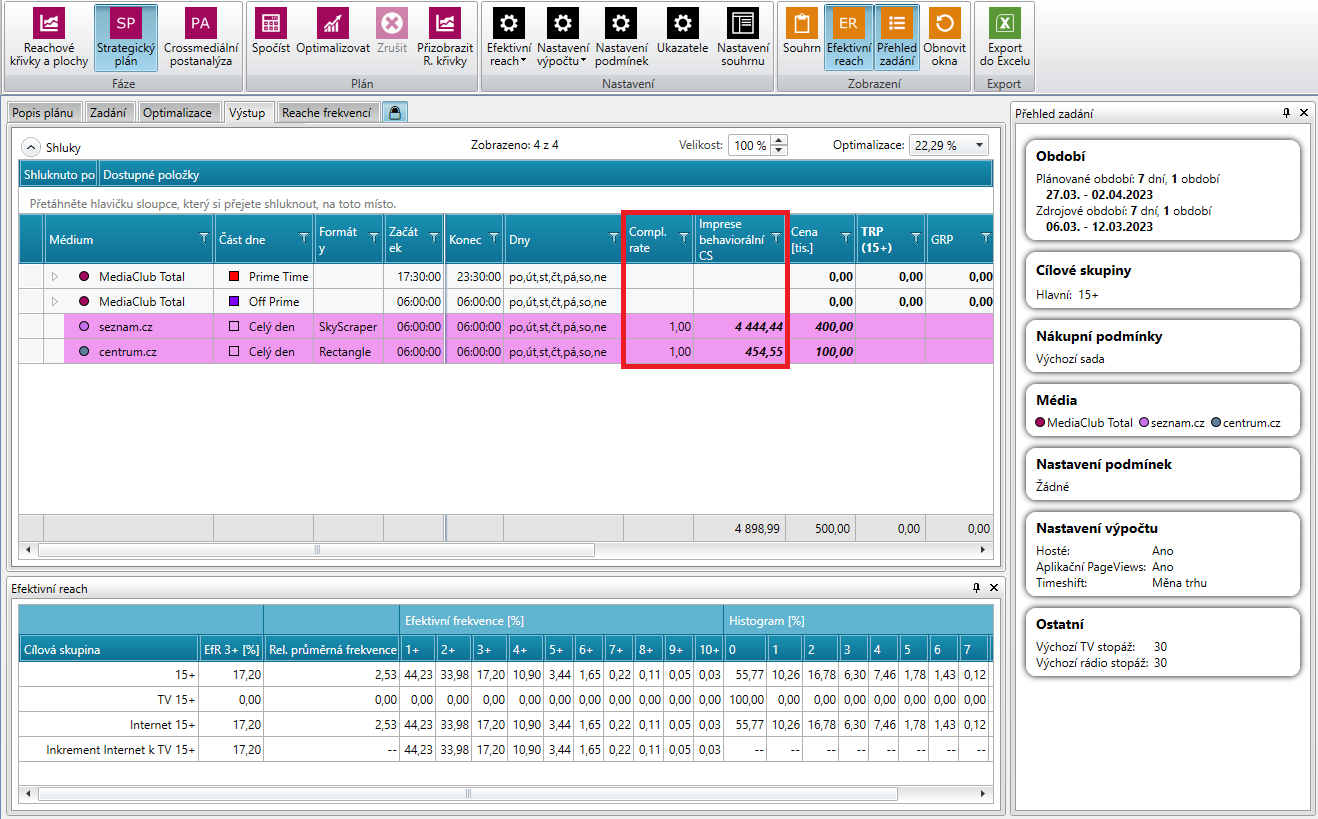 SP PA ER
Reachové křivky a plochy
Strategický plán
Crossmediální postanalýza
Spočíst
Optimalizovat
Zrušit
Přizobrazit R. křivky
Efektivní reach
Nastavení výpočtu
Nastavení podmínek
Ukazatele
Nastavení souhrnu
Souhrn
Efektivní reach
Přehled zadání
Obnovit okna
Export do Excelu
Fáze Plán Nastavení Zobrazení Export
Popis plánu Zadání Optimalizace Výstup Reache frekvencí
Shluky Zobrazeno: 4 z 4 Velikost: 100 % Optimalizace: 22,29 %
Shluknuto po Dostupné položky
Přetáhněte hlavičku sloupce, který si přejete shluknout, na toto místo.
Médium Část dne Formáty Začátek Konec Dny Compl. rate Imprese behaviorální CS Cena [tis.] TRP (15+) GRP
MediaClub Total Prime Time 17:30:00 23:30:00 po,út,st,čt,pá,so,ne 0,00 0,00 0,00
MediaClub Total Off Prime 06:00:00 06:00:00 po,út,st,čt,pá,so,ne 0,00 0,00 0,00
seznam.cz Celý den SkyScraper 06:00:00 06:00:00 po,út,st,čt,pá,so,ne 1,00 4 444,44 400,00
centrum.cz Celý den Rectangle 06:00:00 06:00:00 po,út,st,čt,pá,so,ne 1,00 454,55 100,00
4 898,99 500,00 0,00 0,00
Efektivní reach
Efektivní frekvence [%] Histogram [%]
Cílová skupina EfR 3+ [%] Rel. průměrná frekvence 1+ 2+ 3+ 4+ 5+ 6+ 7+ 8+ 9+ 10+ 0 1 2 3 4 5 6 7
15+ 17,20 2,53 44,23 33,98 17,20 10,90 3,44 1,65 0,22 0,11 0,05 0,03 55,77 10,26 16,78 6,30 7,46 1,78 1,43 0,12
TV 15+ 0,00 0,00 0,00 0,00 0,00 0,00 0,00 0,00 0,00 0,00 0,00 0,00 100,00 0,00 0,00 0,00 0,00 0,00 0,00 0,00
Internet 15+ 17,20 2,53 44,23 33,98 17,20 10,90 3,44 1,65 0,22 0,11 0,05 0,03 55,77 10,26 16,78 6,30 7,46 1,78 1,43 0,12
Inkrement Internet k TV 15+ 17,20 -- 44,23 33,98 17,20 10,90 3,44 1,65 0,22 0,11 0,05 0,03 -- -- -- -- -- -- -- --
Přehled zadání
Období
Plánované období: 7 dní, 1 období
27.03. - 02.04.2023
Zdrojové období: 7 dní, 1 období
06.03. - 12.03.2023
Cílové skupiny
Hlavní: 15+
Nákupní podmínky
Výchozí sada
Média
MediaClub Total seznam.cz centrum.cz
Nastavení podmínek
Žádné
Nastavení výpočtu
Hosté: Ano
Aplikační PageViews: Ano
Timeshift: Měna trhu
Ostatní
Výchozí TV stopáž: 30
Výchozí rádio stopáž: 30